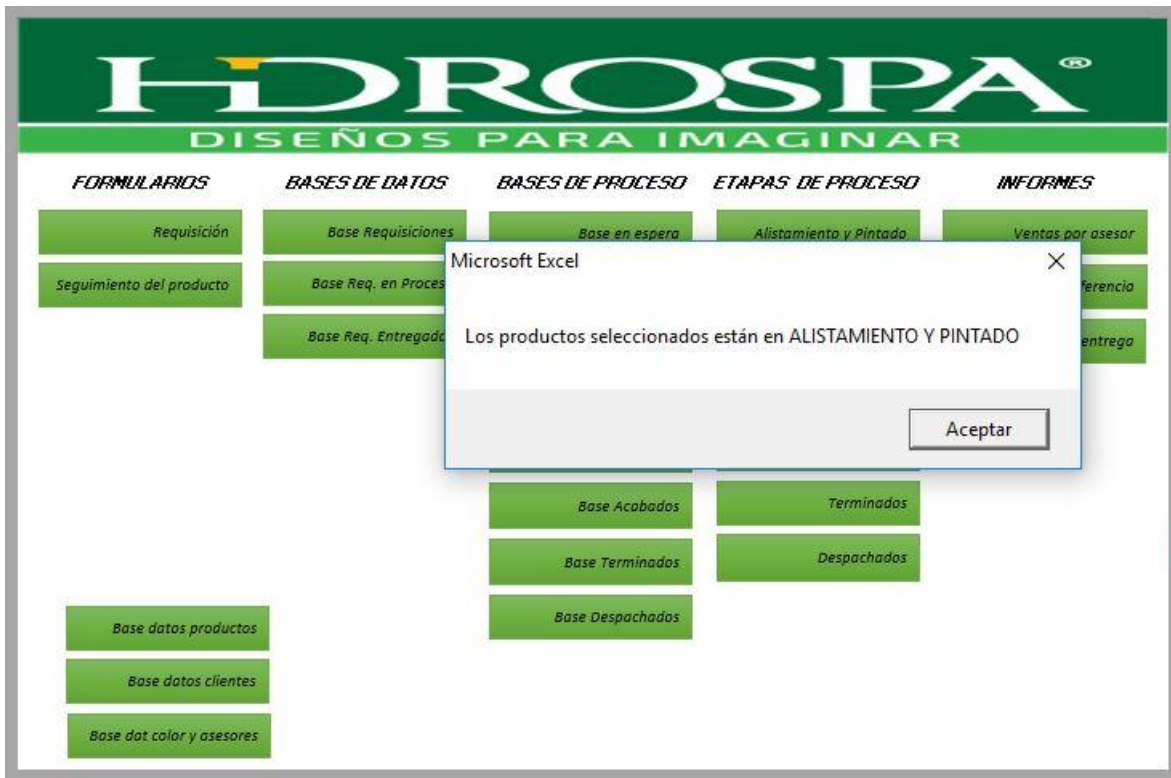 HIDROSPA®
DISEÑOS PARA IMAGINAR
FORMULARIOS
BASES DE DATOS
BASES DE PROCESO
ETAPAS DE PROCESO
INFORMES
Requisición
Base Requisiciones
Base en espera
Alistamiento y Pintado
Ventas por asesor
Seguimiento del producto
Base Req. en Proces
ferencia
Base Req. Entregad
entrega
Microsoft Excel
Los productos seleccionados están en ALISTAMIENTO Y PINTADO
Aceptar
Base Acabados
Terminados
Base Terminados
Despachados
Base Despachados
Base datos productos
Base datos clientes
Base dat color y asesores